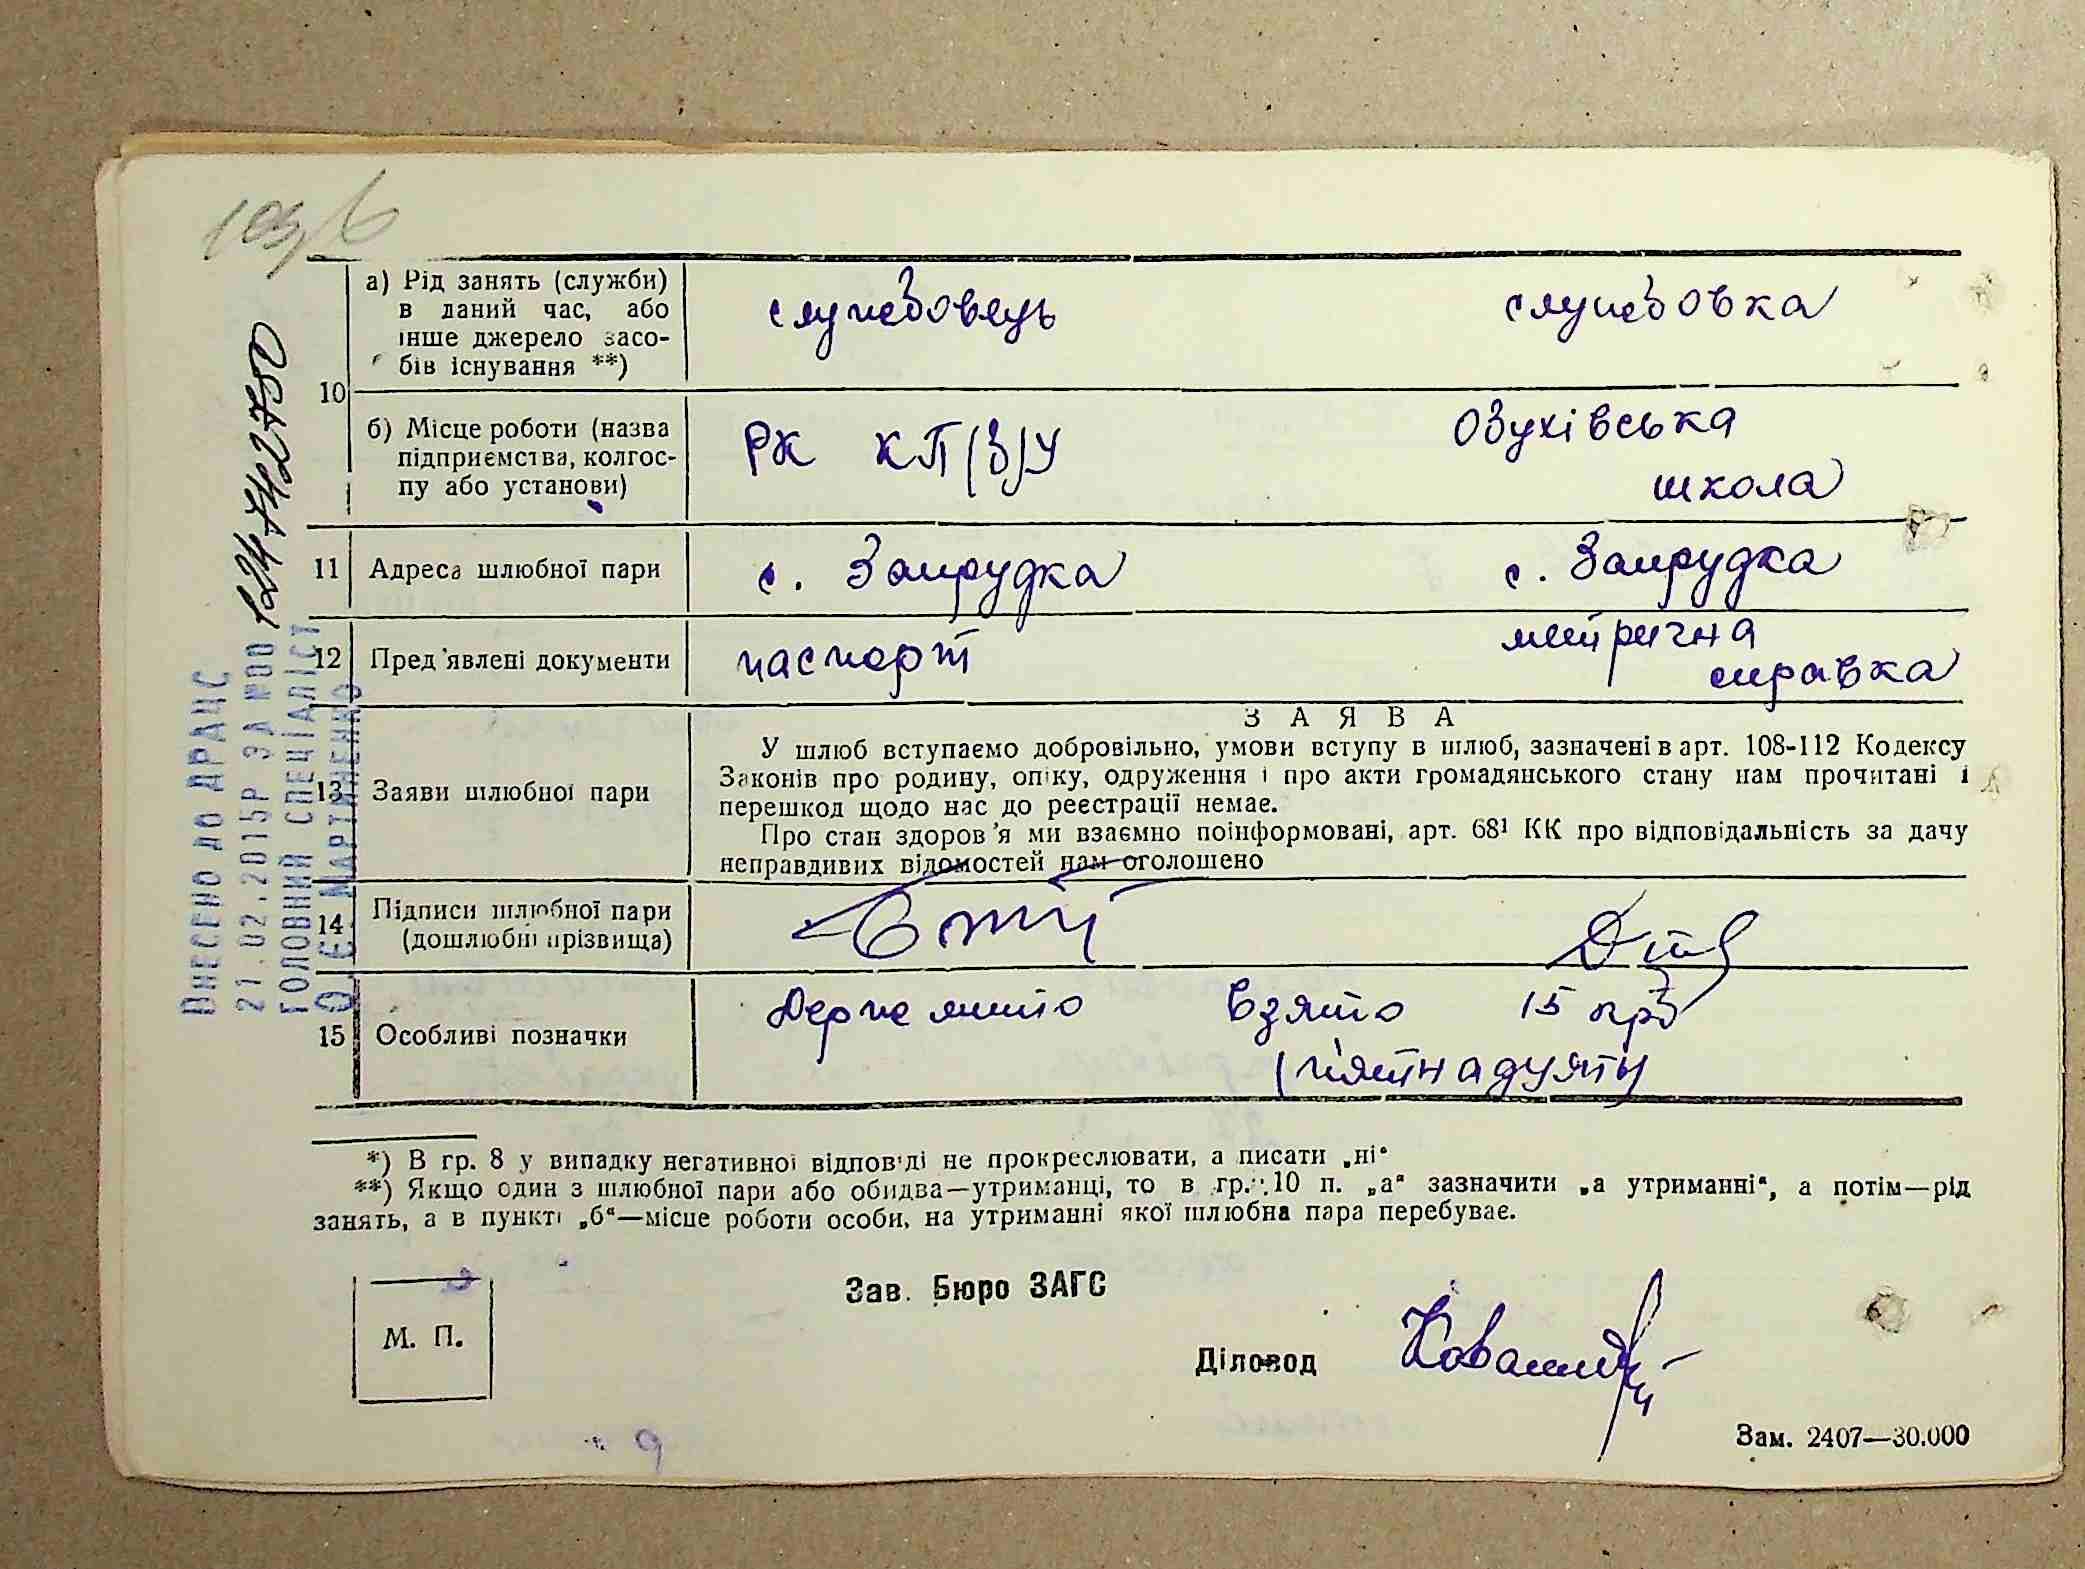 а) Рід занять (служби)
в даний час, або
інше джерело засо-
бів існування **)
службовець
службовка
10
б) Місце роботи (назва
підприємства, колгос-
пу або установи)
РК КП(З)У
Озухівська
школа
11 Адреса шлюбної пари
с. Заирудка с. Заирудка
12 Пред'явлені документи
паспорт
метрична
справка
ЗАЯВА
13 Заяви шлюбної пари
У шлюб вступаємо добровільно, умови вступу в шлюб, зазначені в арт. 108-112 Кодексу
Законів про родину, опіку, одруження і про акти громадянського стану нам прочитані і
перешкод щодо нас до реєстрації немає.
Про стан здоров'я ми взаємно поінформовані, арт. 68¹ КК про відповідальність за дачу
неправдивих відомостей нам оголошено
14 Підписи шлюбної пари
(дошлюбні прізвища)
15 Особливі позначки
Держмито взято 15 крб
(п'ятнадцять
*) В гр. 8 у випадку негативної відповіді не прокреслювати, а писати „ні“
**) Якщо один з шлюбної пари або обидва—утриманці, то в гр. 10 п. „а“ зазначити „а утриманні“, а потім—рід
занять, а в пункті „б“—місце роботи особи, на утриманні якої шлюбна пара перебуває.
Зав. Бюро ЗАГС
М. П.
Діловод
Зам. 2407—30.000
ВНЕСЕНО ДО ДРАЦС
21.02.2015Р ЗА №00 124742780
ГОЛОВНИЙ СПЕЦІАЛІСТ
О.Є МАРТИНЕНКО